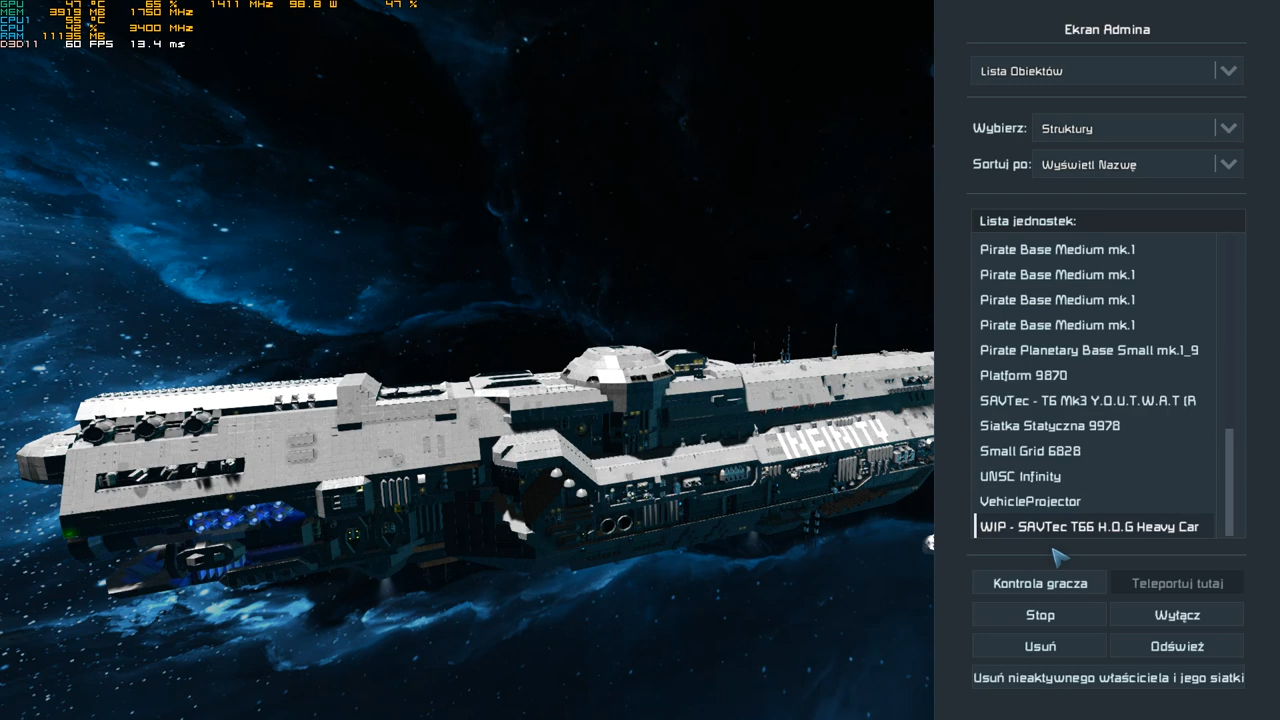 GPU 47 °C 65 % 1411 MHz 98.8 W 47 %
MEM 3919 MB 1750 MHz
CPU1 55 °C
CPU 42 % 3400 MHz
RAM 11135 MB
D3D11 60 FPS 13.4 ms
INFINITY
Ekran Admina
Lista Obiektów
Wybierz: Struktury
Sortuj po: Wyświetl Nazwę
Lista jednostek:
Pirate Base Medium mk.1
Pirate Base Medium mk.1
Pirate Base Medium mk.1
Pirate Base Medium mk.1
Pirate Planetary Base Small mk.1_9
Platform 9870
SAVTec - T6 Mk3 Y.O.U.T.W.A.T (R
Siatka Statyczna 9978
Small Grid 6828
UNSC Infinity
VehicleProjector
WIP - SAVTec T66 H.O.G Heavy Car
Kontrola gracza Teleportuj tutaj
Stop Wyłącz
Usuń Odśwież
Usuń nieaktywnego właściciela i jego siatki